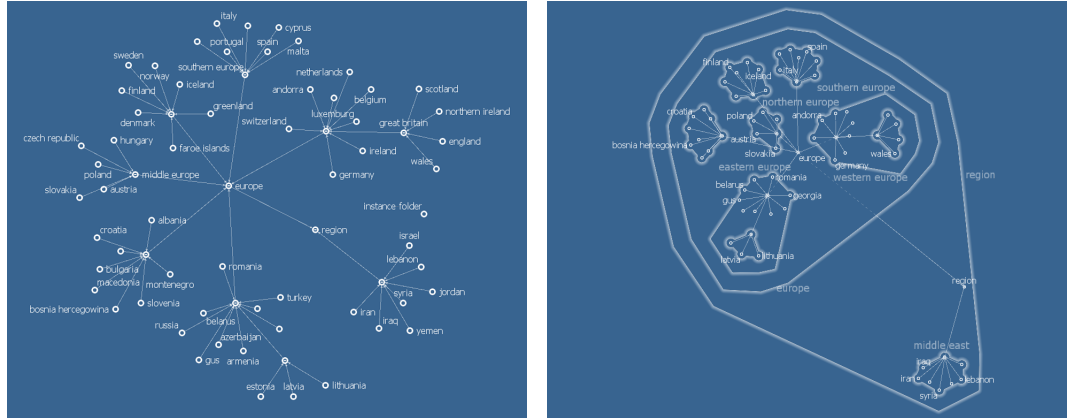 italy
cyprus
portugal
spain
malta
sweden
southern europe
norway
netherlands
iceland
andorra
scotland
finland
belgium
greenland
luxemburg
northern ireland
switzerland
great britain
denmark
czech republic
hungary
england
faroe islands
ireland
wales
poland
middle europe
germany
europe
slovakia
austria
instance folder
albania
region
croatia
israel
lebanon
bulgaria
romania
montenegro
macedonia
syria
jordan
turkey
bosnia hercegowina
slovenia
iran
belarus
iraq
russia
yemen
azerbaijan
gus
armenia
estonia
latvia
lithuania
spain
finland
italy
iceland
southern europe
northern europe
croatia
poland
andorra
austria
bosnia hercegowina
slovakia
wales
europe
germany
eastern europe
romania
western europe
region
belarus
georgia
gus
latvia
lithuania
region
europe
middle east
iraq
iran
lebanon
syria